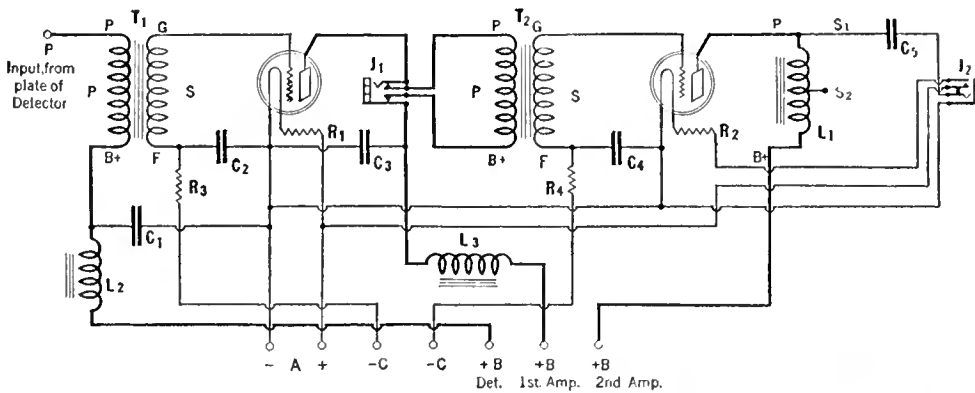 T1
T2
P
G
P
G
P
S1
C5
P
Input, from
plate of
Detector
P
S
J1
P
S
S2
J2
R1
R2
L1
B+
F
C2
C3
B+
F
C4
B+
R3
R4
C1
L3
L2
- A + -C -C +B +B +B
Det. 1st. Amp. 2nd Amp.